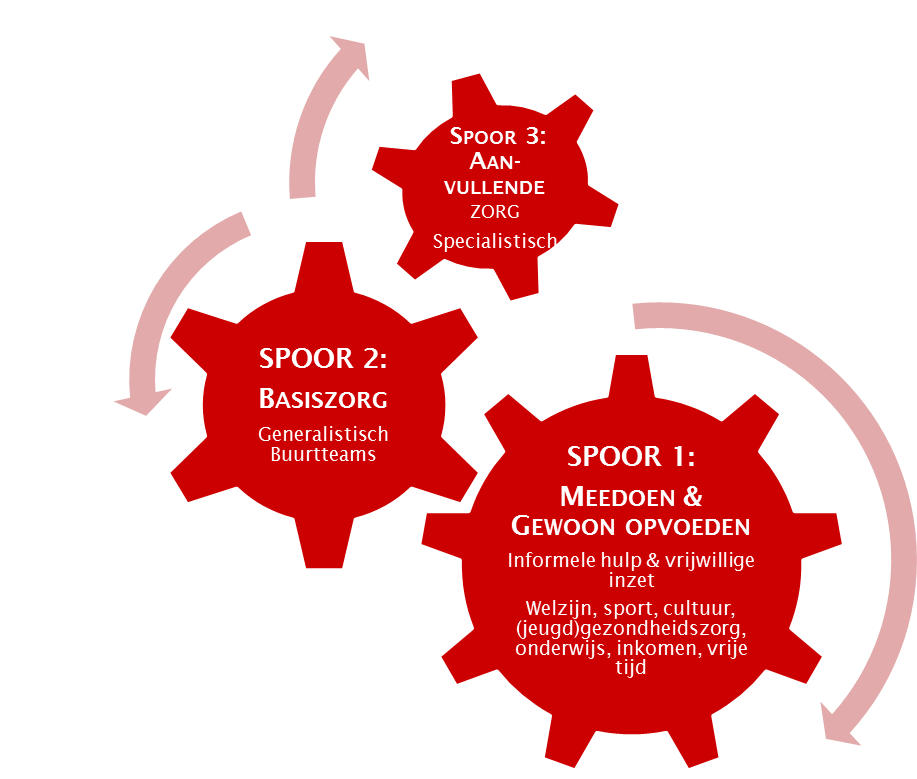 SPOOR 3:
AAN-
VULLENDE
ZORG
Specialistisch
SPOOR 2:
BASISZORG
Generalistisch
Buurtteams
SPOOR 1:
MEEDOEN &
GEWOON OPVOEDEN
Informele hulp & vrijwillige
inzet
Welzijn, sport, cultuur,
(jeugd)gezondheidszorg,
onderwijs, inkomen, vrije
tijd